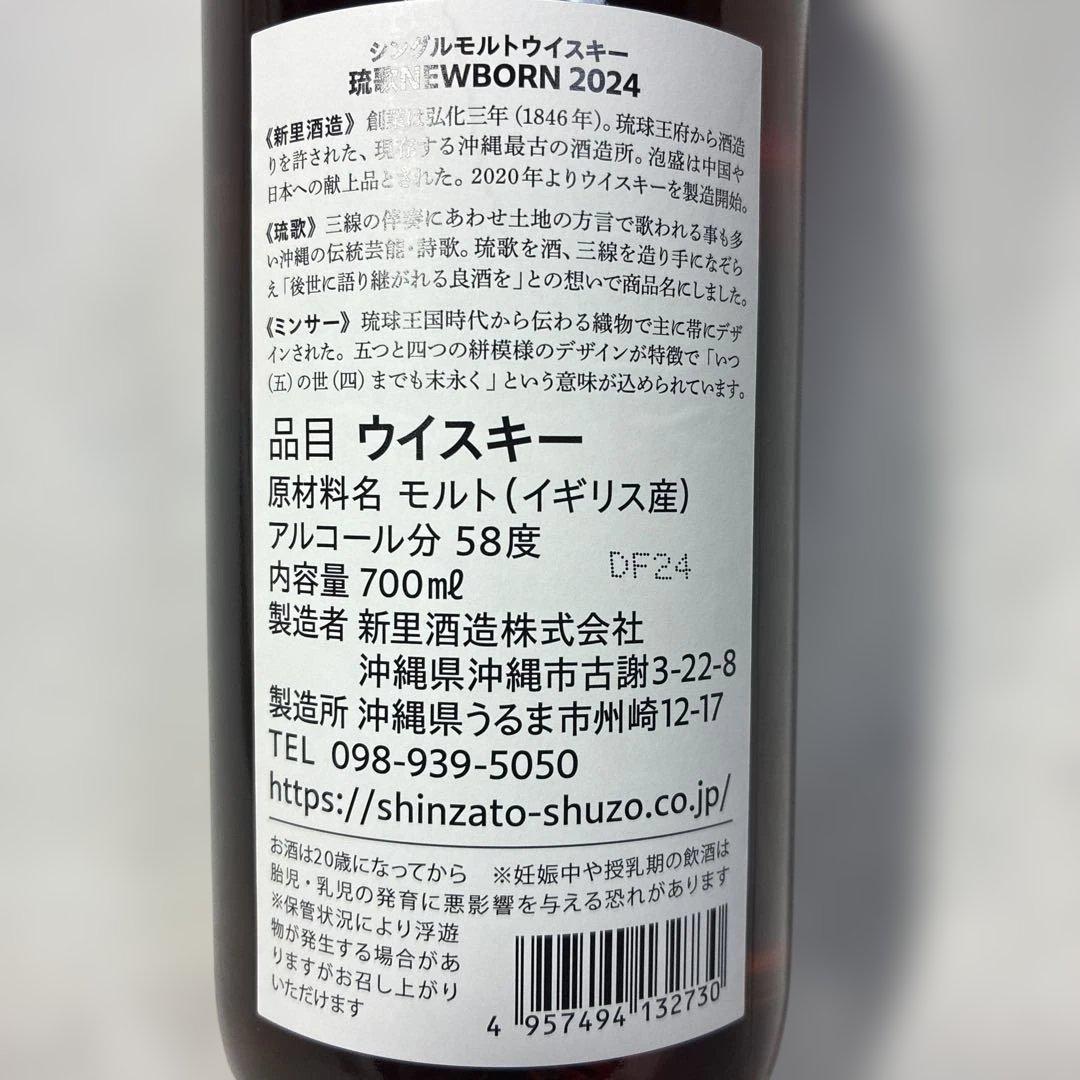 シングルモルトウイスキー
琉歌NEWBORN 2024
《新里酒造》 創業は弘化三年(1846年)。琉球王府から酒造
りを許された、現存する沖縄最古の酒造所。泡盛は中国や
日本への献上品とされた。2020年よりウイスキーを製造開始。
《琉歌》 三線の伴奏にあわせ土地の方言で歌われる事も多
い沖縄の伝統芸能・詩歌。琉歌を酒、三線を造り手になぞら
え「後世に語り継がれる良酒を」との想いで商品名にしました。
《ミンサー》 琉球王国時代から伝わる織物で主に帯にデザ
インされた。五つと四つの絣模様のデザインが特徴で「いつ
(五)の世(四)までも末永く」という意味が込められています。
品目 ウイスキー
原材料名 モルト(イギリス産)
アルコール分 58度
DF24
内容量 700㎖
製造者 新里酒造株式会社
沖縄県沖縄市古謝3-22-8
製造所 沖縄県うるま市州崎12-17
TEL 098-939-5050
https://shinzato-shuzo.co.jp/
お酒は20歳になってから ※妊娠中や授乳期の飲酒は
胎児・乳児の発育に悪影響を与える恐れがあります
※保管状況により浮遊
物が発生する場合があ
りますがお召し上がり
いただけます
4 957494 132730